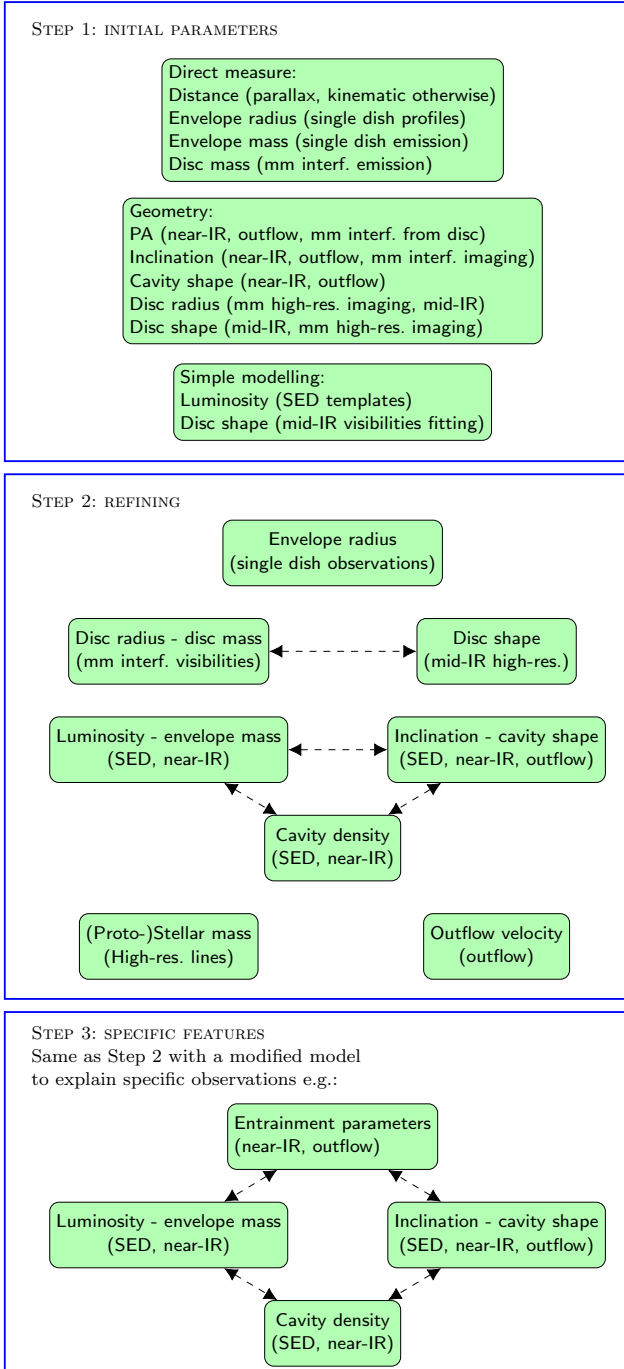 STEP 1: INITIAL PARAMETERS
Direct measure:
Distance (parallax, kinematic otherwise)
Envelope radius (single dish profiles)
Envelope mass (single dish emission)
Disc mass (mm interf. emission)
Geometry:
PA (near-IR, outflow, mm interf. from disc)
Inclination (near-IR, outflow, mm interf. imaging)
Cavity shape (near-IR, outflow)
Disc radius (mm high-res. imaging, mid-IR)
Disc shape (mid-IR, mm high-res. imaging)
Simple modelling:
Luminosity (SED templates)
Disc shape (mid-IR visibilities fitting)
STEP 2: REFINING
Envelope radius
(single dish observations)
Disc radius - disc mass
(mm interf. visibilities)
Disc shape
(mid-IR high-res.)
Luminosity - envelope mass
(SED, near-IR)
Inclination - cavity shape
(SED, near-IR, outflow)
Cavity density
(SED, near-IR)
(Proto-)Stellar mass
(High-res. lines)
Outflow velocity
(outflow)
STEP 3: SPECIFIC FEATURES
Same as Step 2 with a modified model
to explain specific observations e.g.:
Entrainment parameters
(near-IR, outflow)
Luminosity - envelope mass
(SED, near-IR)
Inclination - cavity shape
(SED, near-IR, outflow)
Cavity density
(SED, near-IR)